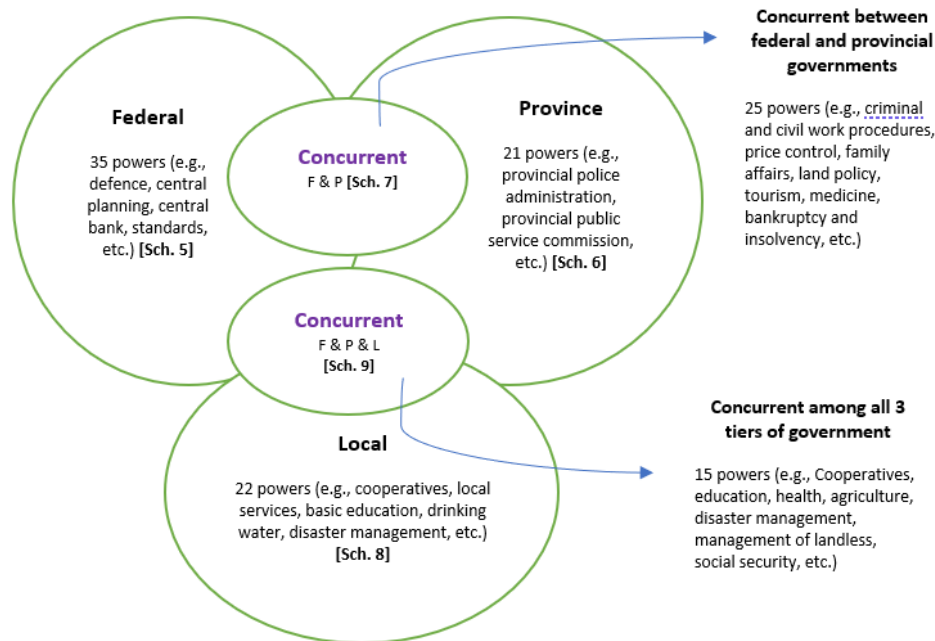 Federal
35 powers (e.g.,
defence, central
planning, central
bank, standards,
etc.) [Sch. 5]
Concurrent
F & P [Sch. 7]
Province
21 powers (e.g.,
provincial police
administration,
provincial public
service commission,
etc.) [Sch. 6]
Concurrent between
federal and provincial
governments
25 powers (e.g., criminal
and civil work procedures,
price control, family
affairs, land policy,
tourism, medicine,
bankruptcy and
insolvency, etc.)
Concurrent
F & P & L
[Sch. 9]
Local
22 powers (e.g., cooperatives, local
services, basic education, drinking
water, disaster management, etc.)
[Sch. 8]
Concurrent among all 3
tiers of government
15 powers (e.g., Cooperatives,
education, health, agriculture,
disaster management,
management of landless,
social security, etc.)